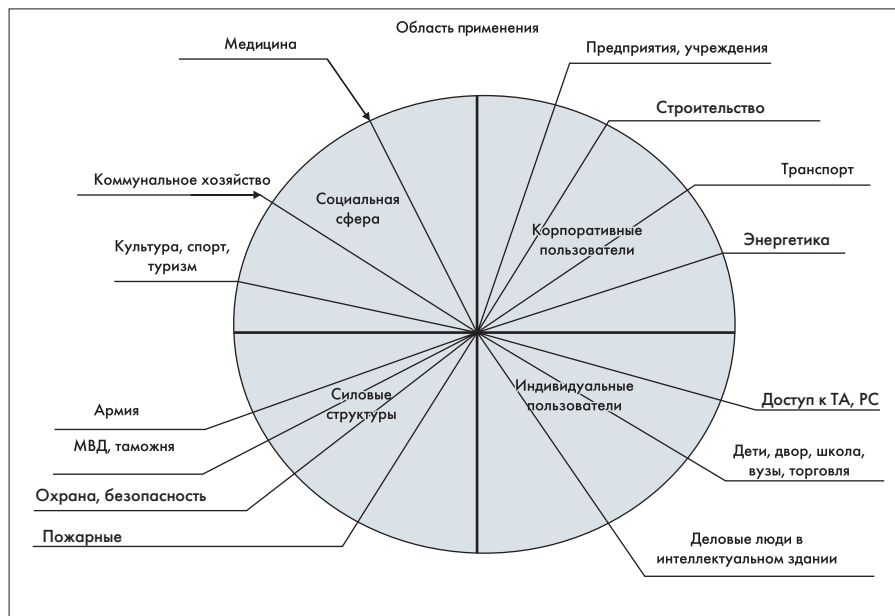 Область применения
Медицина
Предприятия, учреждения
Строительство
Коммунальное хозяйство
Транспорт
Социальная
сфера
Корпоративные
пользователи
Культура, спорт,
туризм
Энергетика
Армия
Силовые
структуры
Индивидуальные
пользователи
Доступ к ТА, PC
МВД, таможня
Дети, двор, школа,
вузы, торговля
Охрана, безопасность
Пожарные
Деловые люди в
интеллектуальном здании